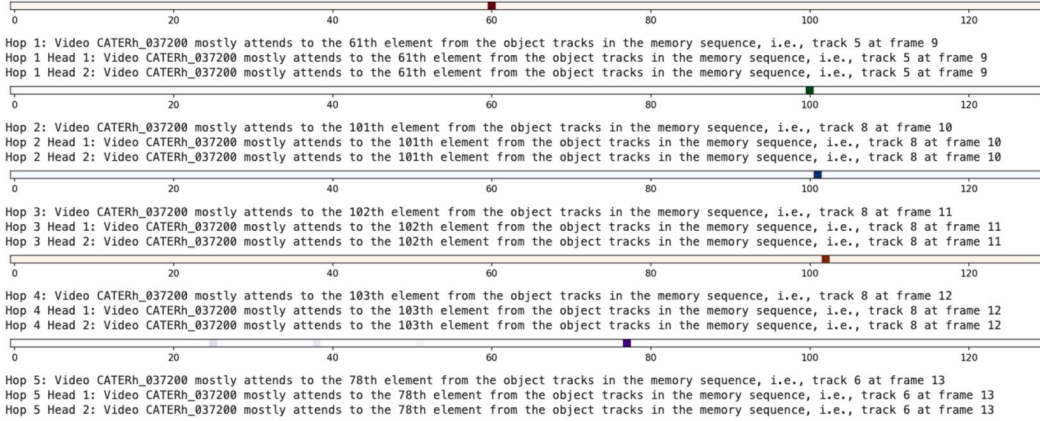 0 20 40 60 80 100 120
Hop 1: Video CATERh_037200 mostly attends to the 61th element from the object tracks in the memory sequence, i.e., track 5 at frame 9
Hop 1 Head 1: Video CATERh_037200 mostly attends to the 61th element from the object tracks in the memory sequence, i.e., track 5 at frame 9
Hop 1 Head 2: Video CATERh_037200 mostly attends to the 61th element from the object tracks in the memory sequence, i.e., track 5 at frame 9
0 20 40 60 80 100 120
Hop 2: Video CATERh_037200 mostly attends to the 101th element from the object tracks in the memory sequence, i.e., track 8 at frame 10
Hop 2 Head 1: Video CATERh_037200 mostly attends to the 101th element from the object tracks in the memory sequence, i.e., track 8 at frame 10
Hop 2 Head 2: Video CATERh_037200 mostly attends to the 101th element from the object tracks in the memory sequence, i.e., track 8 at frame 10
0 20 40 60 80 100 120
Hop 3: Video CATERh_037200 mostly attends to the 102th element from the object tracks in the memory sequence, i.e., track 8 at frame 11
Hop 3 Head 1: Video CATERh_037200 mostly attends to the 102th element from the object tracks in the memory sequence, i.e., track 8 at frame 11
Hop 3 Head 2: Video CATERh_037200 mostly attends to the 102th element from the object tracks in the memory sequence, i.e., track 8 at frame 11
0 20 40 60 80 100 120
Hop 4: Video CATERh_037200 mostly attends to the 103th element from the object tracks in the memory sequence, i.e., track 8 at frame 12
Hop 4 Head 1: Video CATERh_037200 mostly attends to the 103th element from the object tracks in the memory sequence, i.e., track 8 at frame 12
Hop 4 Head 2: Video CATERh_037200 mostly attends to the 103th element from the object tracks in the memory sequence, i.e., track 8 at frame 12
0 20 40 60 80 100 120
Hop 5: Video CATERh_037200 mostly attends to the 78th element from the object tracks in the memory sequence, i.e., track 6 at frame 13
Hop 5 Head 1: Video CATERh_037200 mostly attends to the 78th element from the object tracks in the memory sequence, i.e., track 6 at frame 13
Hop 5 Head 2: Video CATERh_037200 mostly attends to the 78th element from the object tracks in the memory sequence, i.e., track 6 at frame 13